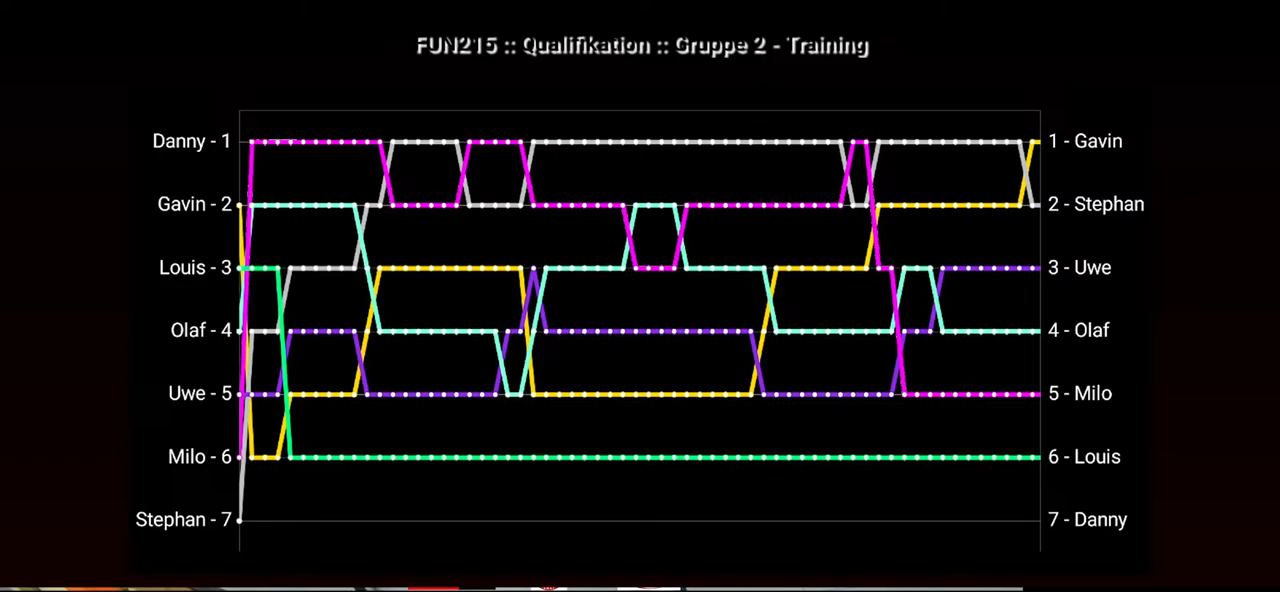 FUN215 :: Qualifikation :: Gruppe 2 - Training
Danny - 1
Gavin - 2
Louis - 3
Olaf - 4
Uwe - 5
Milo - 6
Stephan - 7
1 - Gavin
2 - Stephan
3 - Uwe
4 - Olaf
5 - Milo
6 - Louis
7 - Danny